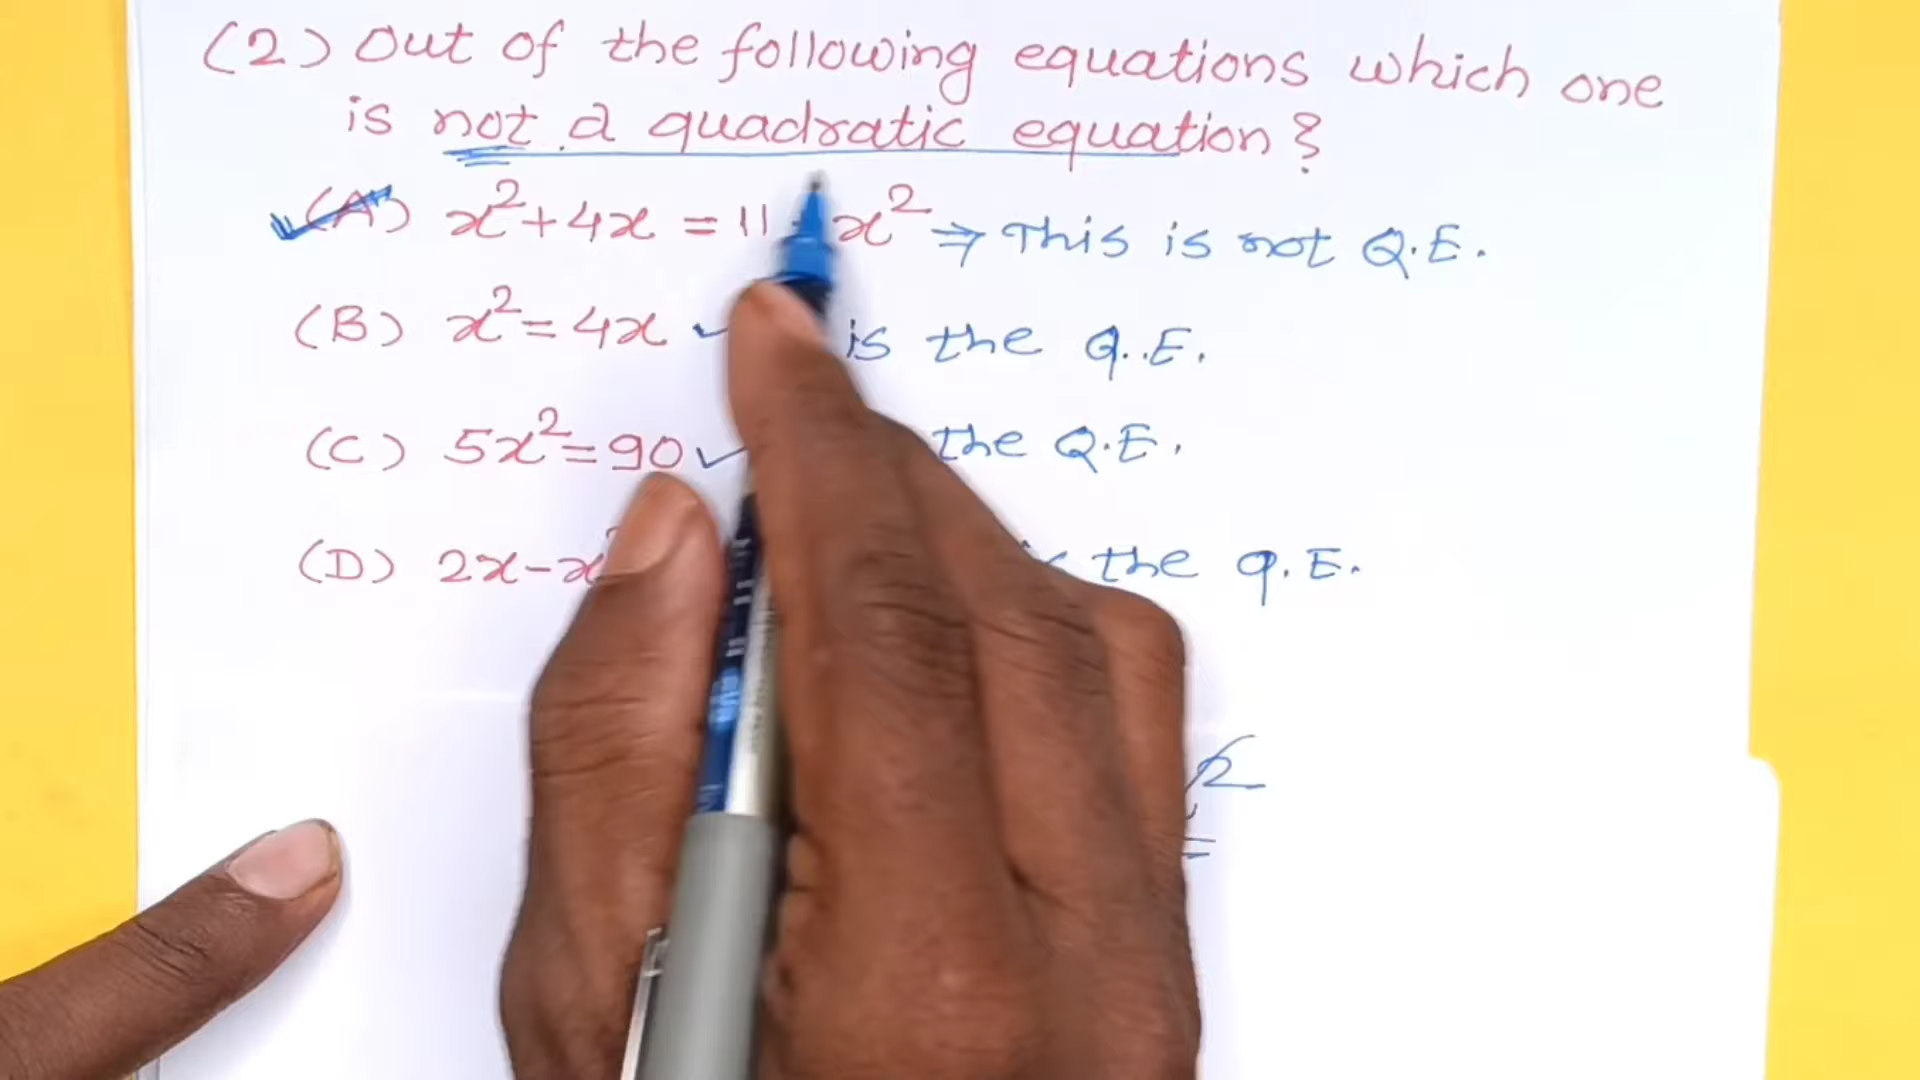 (2) Out of the following equations which one
is not a quadratic equation?
(A) x²+4x = 11 x² ⇒ This is not Q.E.
(B) x² = 4x ✓ is the Q.E.
(C) 5x² = 90 ✓ the Q.E.
(D) 2x-x the Q.E.
2
=